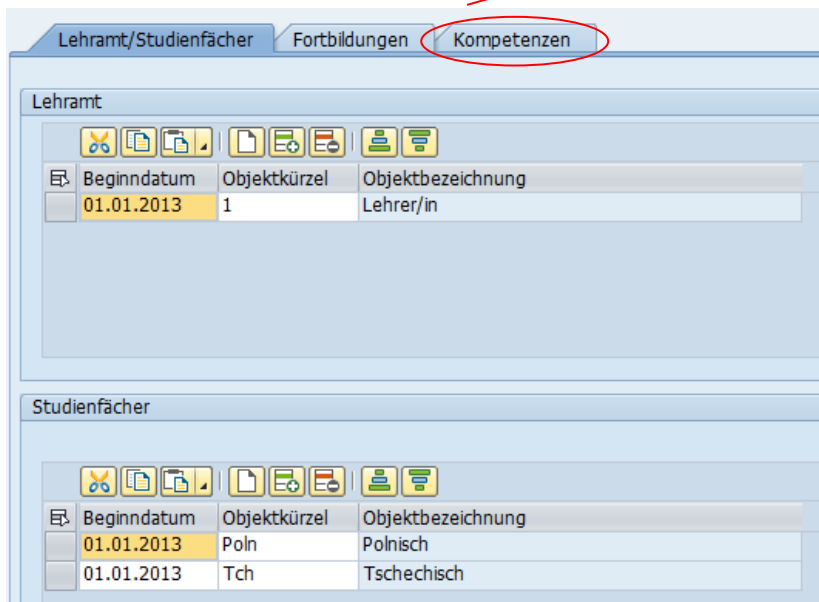 Lehramt/Studienfächer Fortbildungen Kompetenzen
Lehramt
Beginndatum Objektkürzel Objektbezeichnung
01.01.2013 1 Lehrer/in
Studienfächer
Beginndatum Objektkürzel Objektbezeichnung
01.01.2013 Poln Polnisch
01.01.2013 Tch Tschechisch